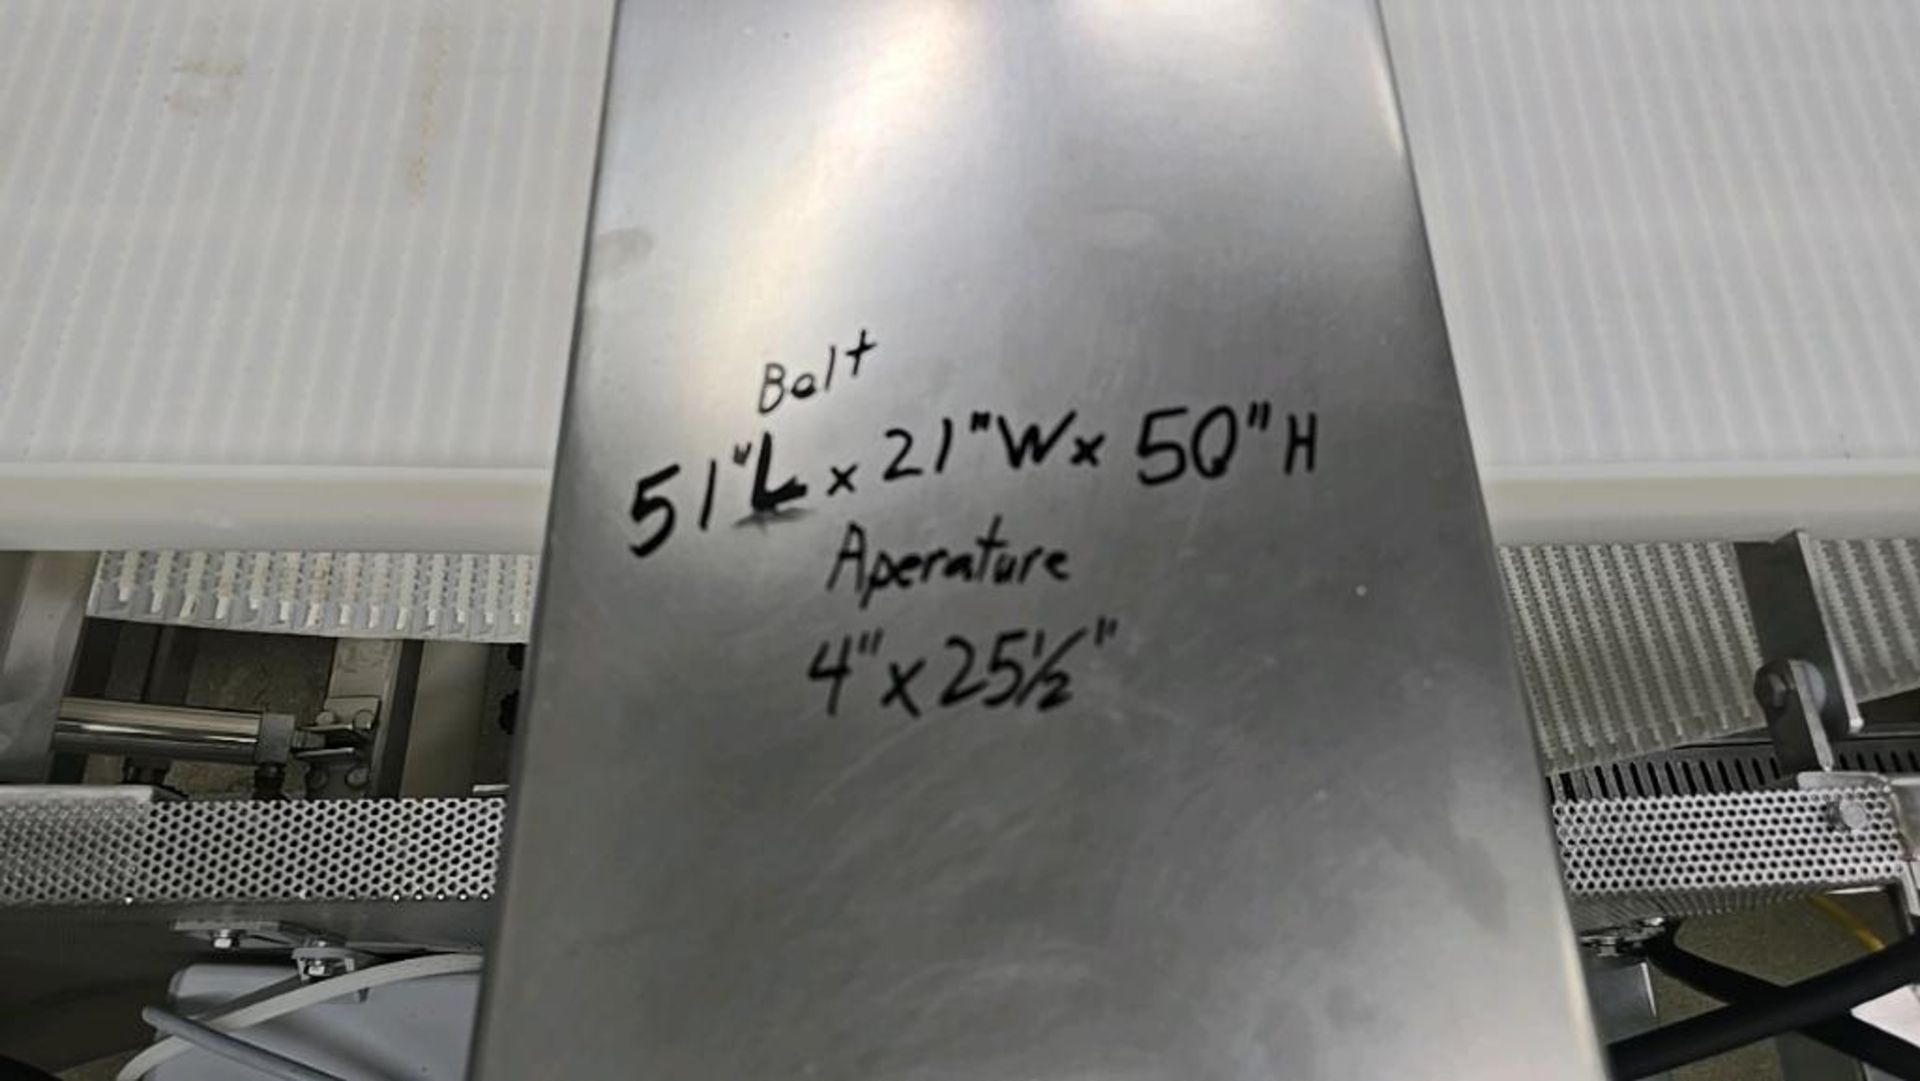 Belt
51"L x 21"W x 50"H
Aperature
4" x 25½"